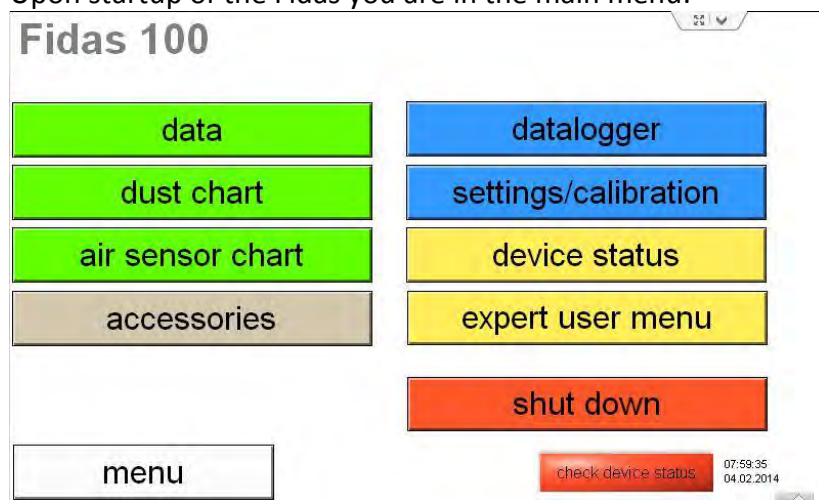 Upon startup of the Fidas you are in the main menu:
Fidas 100
data
datalogger
dust chart
settings/calibration
air sensor chart
device status
accessories
expert user menu
shut down
menu
check device status
07:59:35
04.02.2014